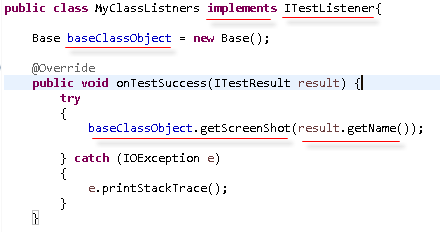 public class MyClassListners implements ITestListener{
Base baseClassObject = new Base();
@Override
public void onTestSuccess(ITestResult result) {
try
{
baseClassObject.getScreenShot(result.getName());
} catch (IOException e)
{
e.printStackTrace();
}
}